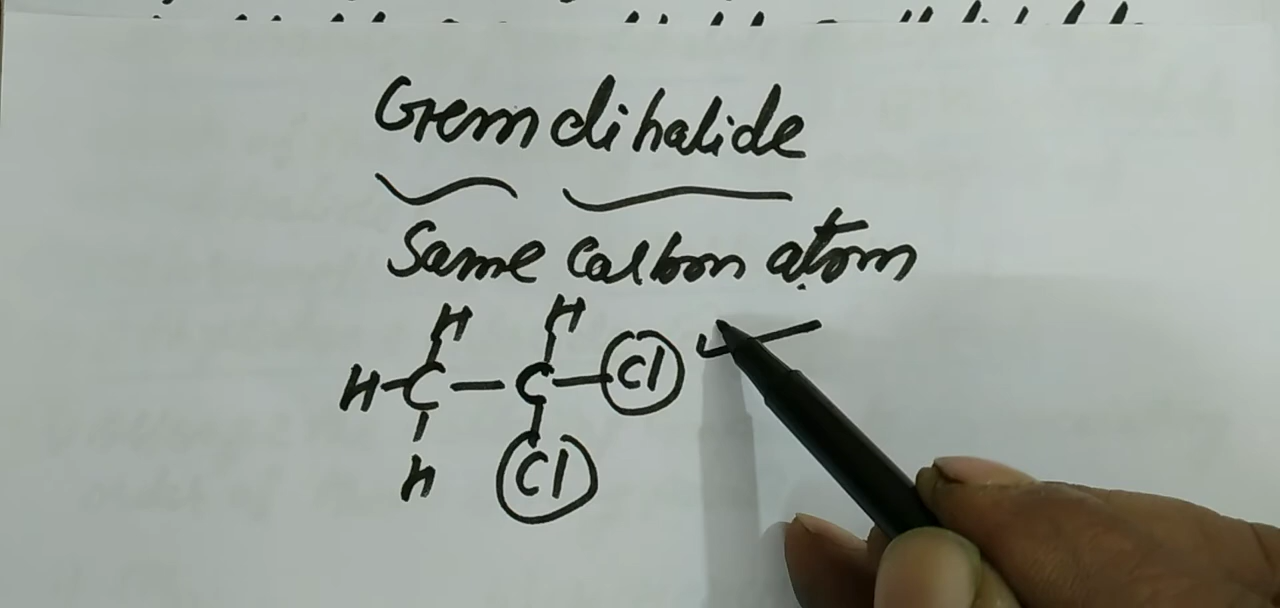 Gem dihalide
Same Carbon atom
H H
H-C-C-Cl
H Cl